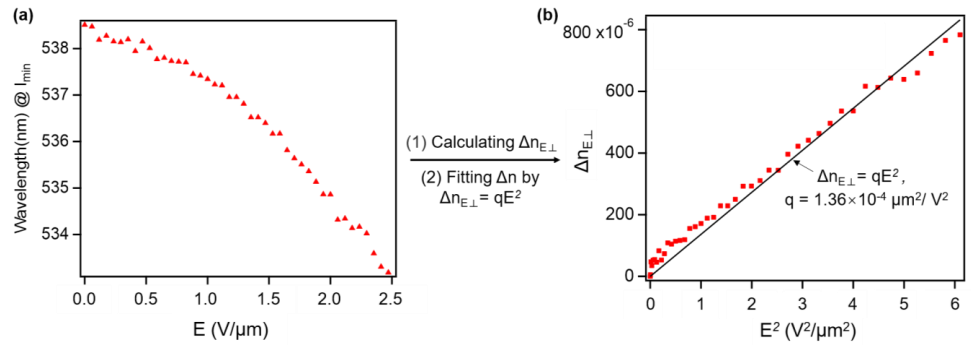 (a)
538
537
536
535
534
Wavelength(nm) @ Imin
0.0 0.5 1.0 1.5 2.0 2.5
E (V/µm)
(1) Calculating ΔnE⊥
(2) Fitting Δn by
ΔnE⊥= qE²
(b)
800 x10⁻⁶
600
400
200
0
ΔnE⊥
ΔnE⊥= qE² ,
q = 1.36×10⁻⁴ µm²/ V²
0 1 2 3 4 5 6
E² (V²/µm²)